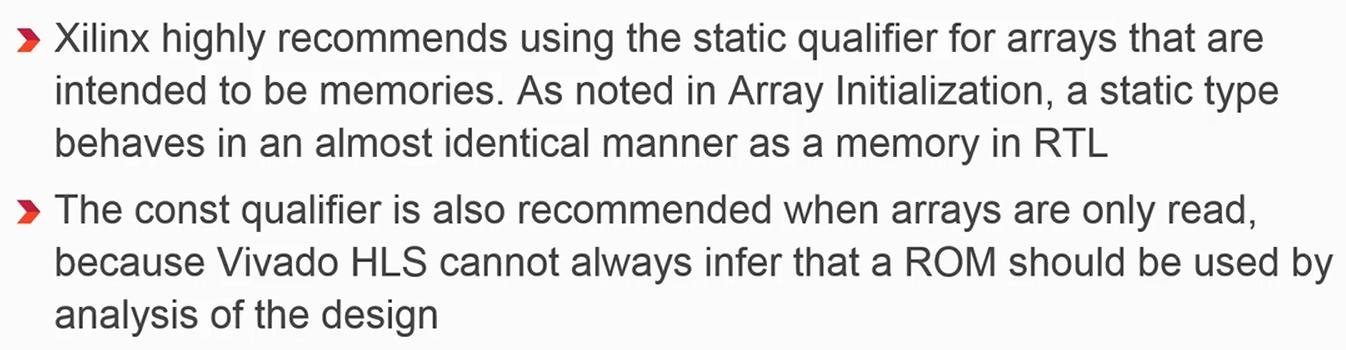 Xilinx highly recommends using the static qualifier for arrays that are
intended to be memories. As noted in Array Initialization, a static type
behaves in an almost identical manner as a memory in RTL
The const qualifier is also recommended when arrays are only read,
because Vivado HLS cannot always infer that a ROM should be used by
analysis of the design